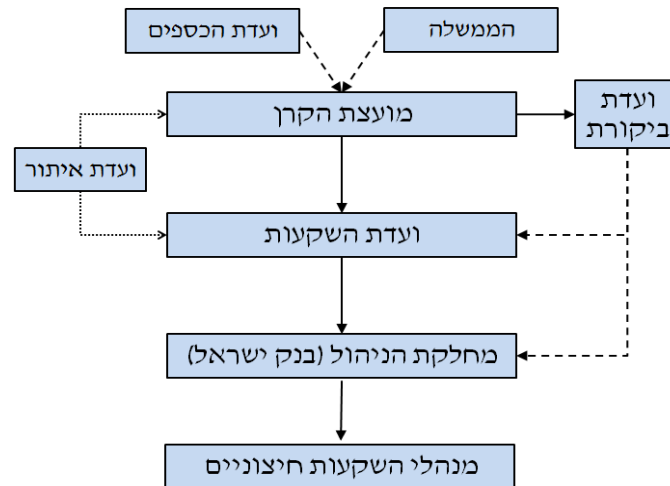 הממשלה
ועדת הכספים
מועצת הקרן
ועדת
ביקורת
ועדת איתור
ועדת השקעות
מחלקת הניהול (בנק ישראל)
מנהלי השקעות חיצוניים